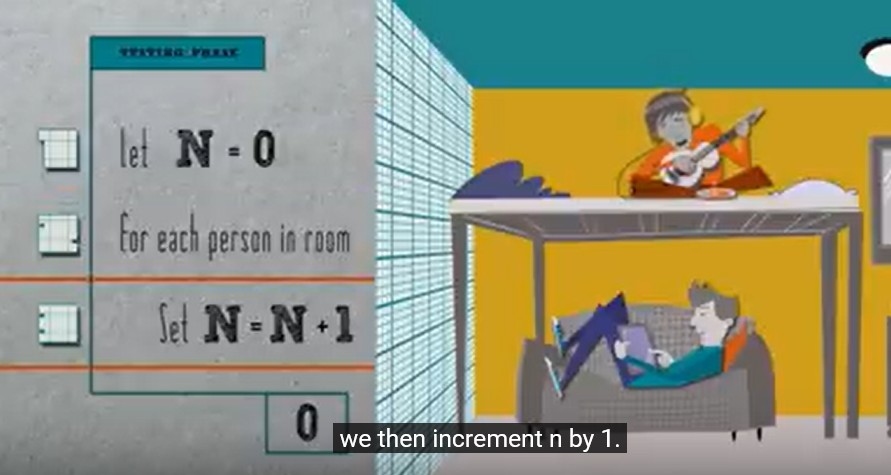 let N = 0
for each person in room
Set N = N + 1
0
we then increment n by 1.